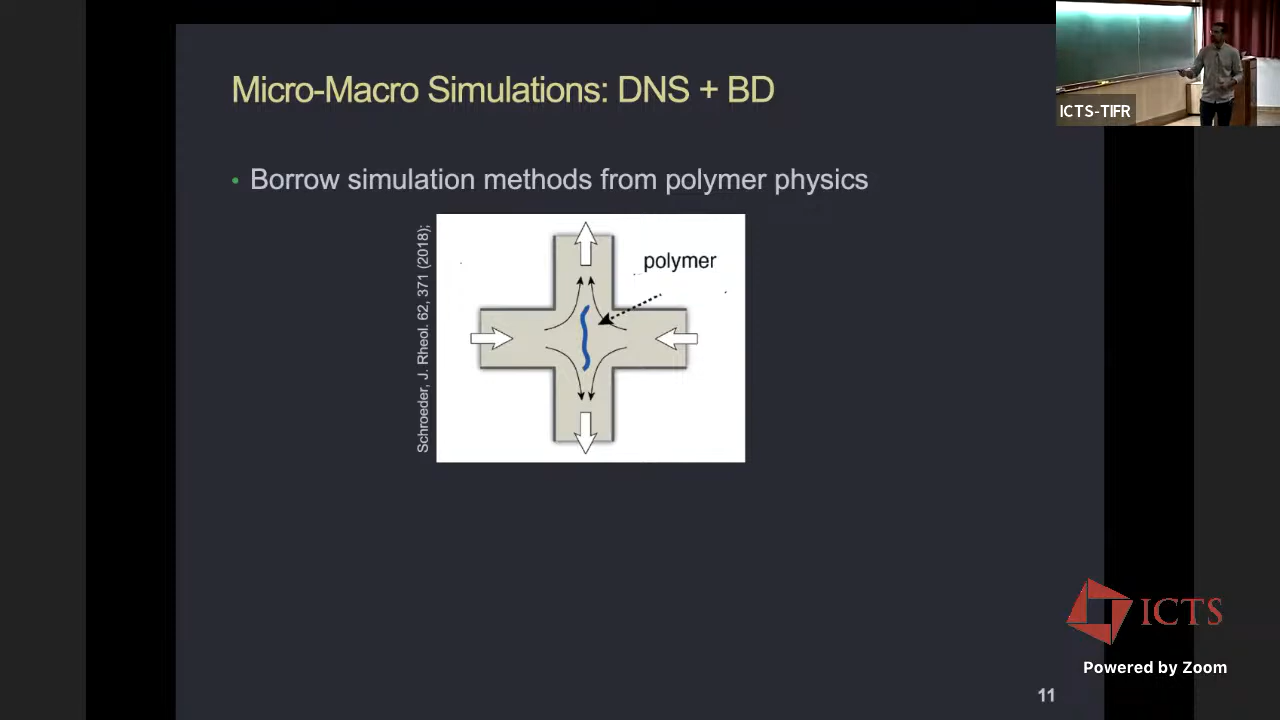 Micro-Macro Simulations: DNS + BD
ICTS-TIFR
• Borrow simulation methods from polymer physics
Schroeder, J. Rheol. 62, 371 (2018);
polymer
ICTS
Powered by Zoom
11